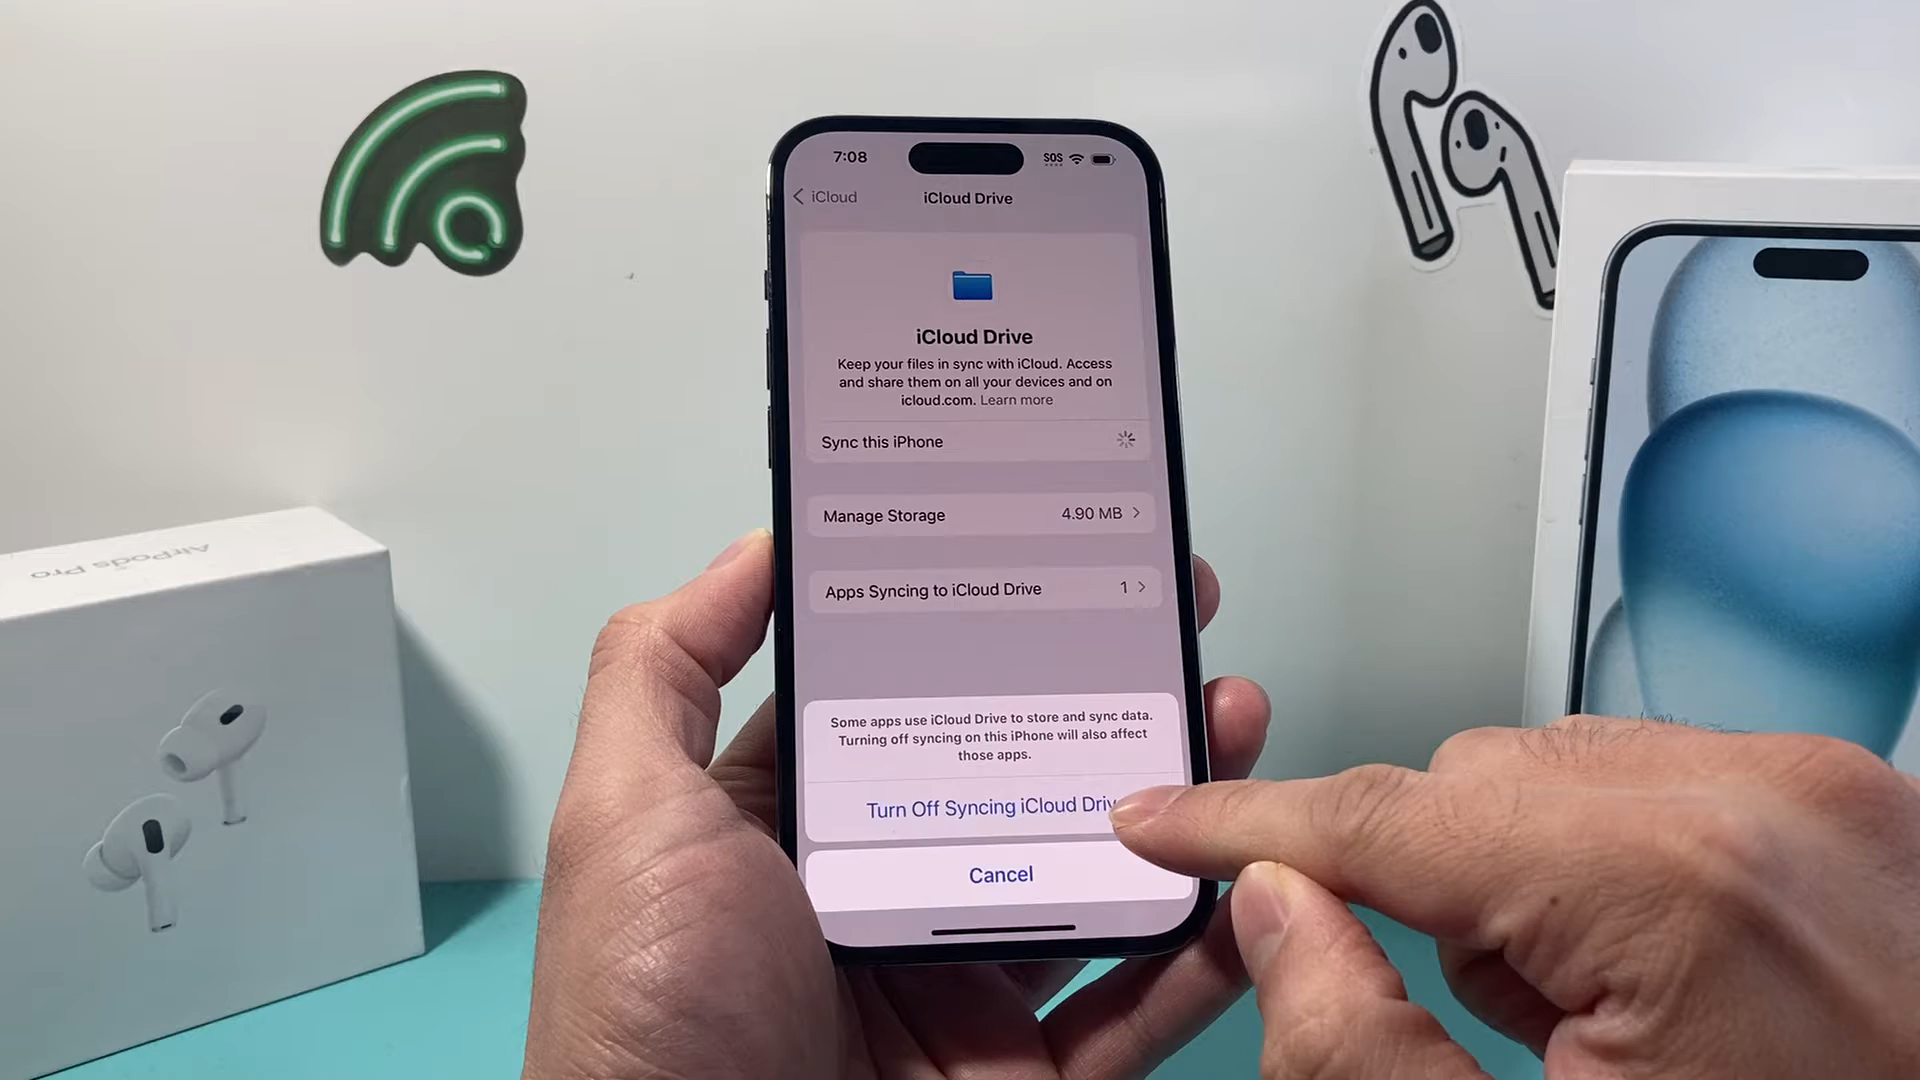 7:08
SOS
iCloud
iCloud Drive
iCloud Drive
Keep your files in sync with iCloud. Access
and share them on all your devices and on
icloud.com. Learn more
Sync this iPhone
Manage Storage 4.90 MB
Apps Syncing to iCloud Drive 1
Some apps use iCloud Drive to store and sync data.
Turning off syncing on this iPhone will also affect
those apps.
Turn Off Syncing iCloud Driv
Cancel
AirPods Pro